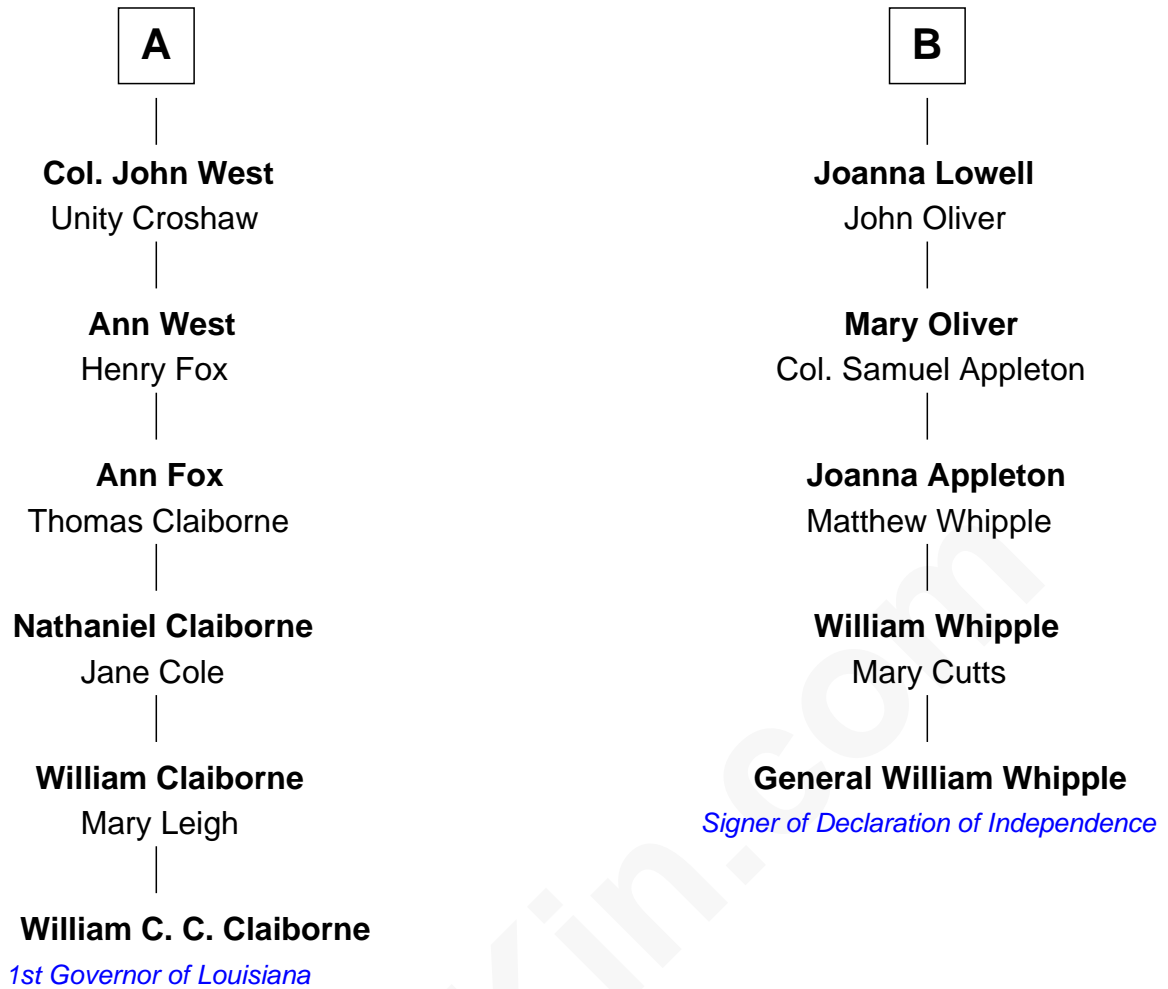 A
Col. John West
Unity Croshaw
Ann West
Henry Fox
Ann Fox
Thomas Claiborne
Nathaniel Claiborne
Jane Cole
William Claiborne
Mary Leigh
William C. C. Claiborne
1st Governor of Louisiana
B
Joanna Lowell
John Oliver
Mary Oliver
Col. Samuel Appleton
Joanna Appleton
Matthew Whipple
William Whipple
Mary Cutts
General William Whipple
Signer of Declaration of Independence
Kin.com